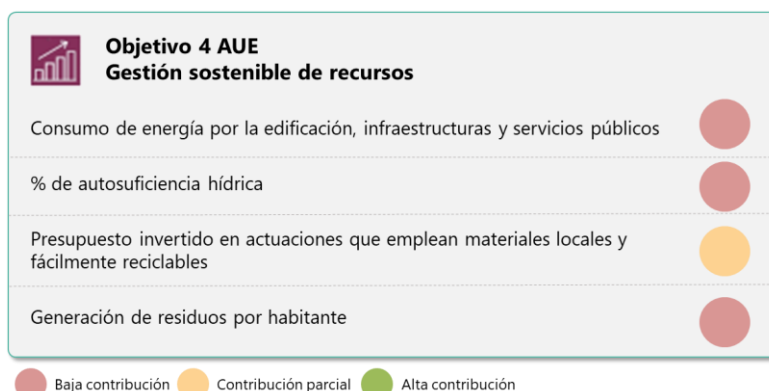 Objetivo 4 AUE
Gestión sostenible de recursos
Consumo de energía por la edificación, infraestructuras y servicios públicos
% de autosuficiencia hídrica
Presupuesto invertido en actuaciones que emplean materiales locales y
fácilmente reciclables
Generación de residuos por habitante
Baja contribución Contribución parcial Alta contribución